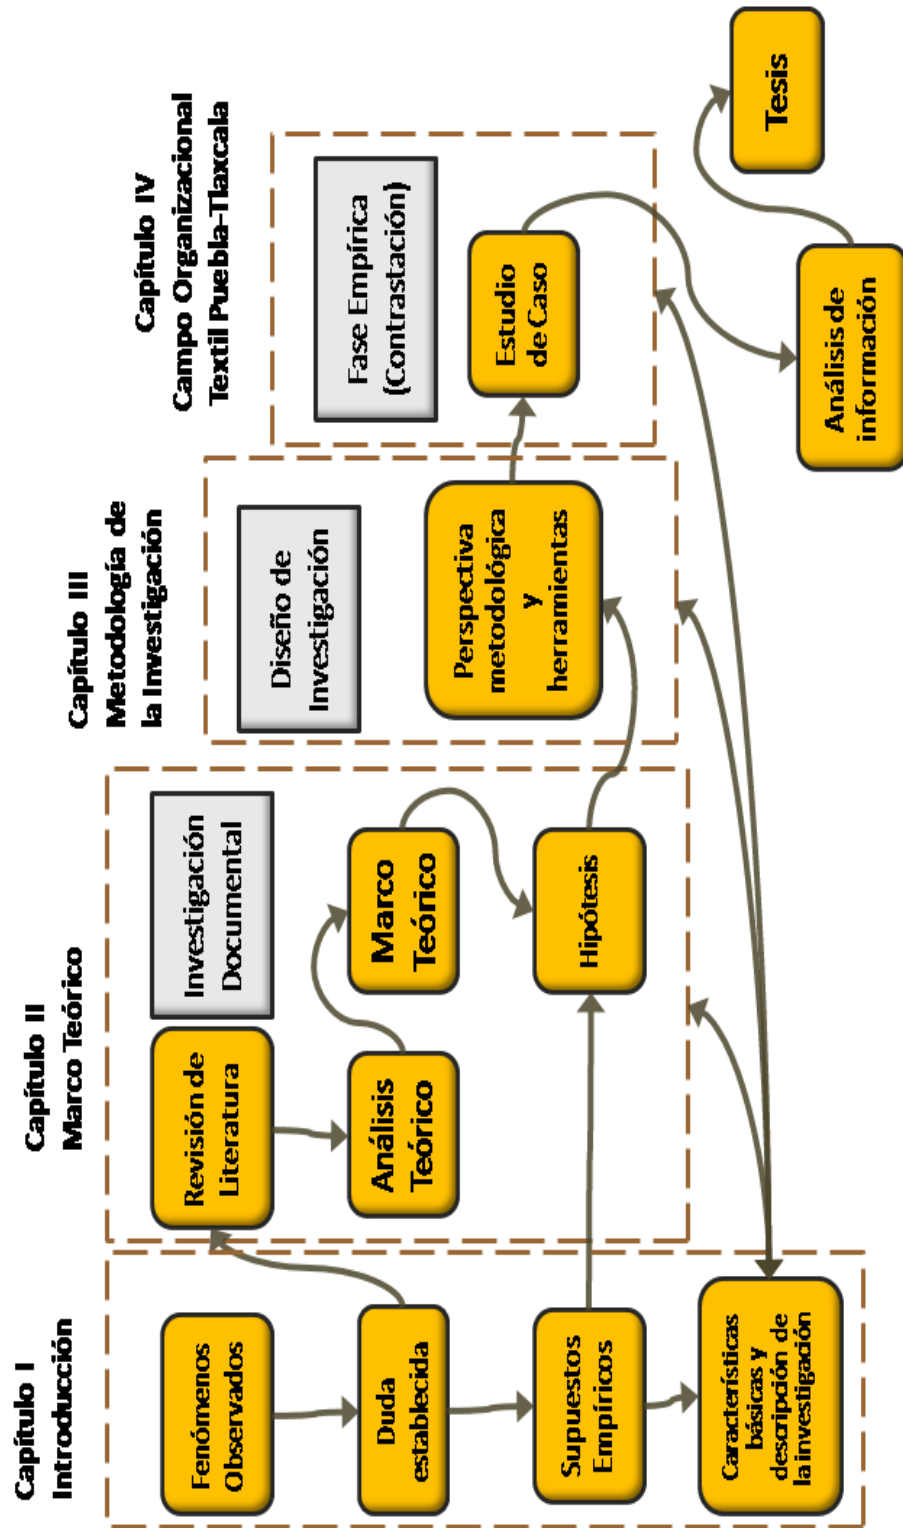 Capítulo I
Introducción
Fenómenos
Observados
Duda
establecida
Supuestos
Empíricos
Características
básicas y
descripción de
la investigación
Capítulo II
Marco Teórico
Revisión de
Literatura
Investigación
Documental
Análisis
Teórico
Marco
Teórico
Hipótesis
Capítulo III
Metodología de
la Investigación
Diseño de
Investigación
Perspectiva
metodológica
y
herramientas
Capítulo IV
Campo Organizacional
Textil Puebla-Tlaxcala
Fase Empírica
(Contrastación)
Estudio
de Caso
Análisis de
información
Tesis